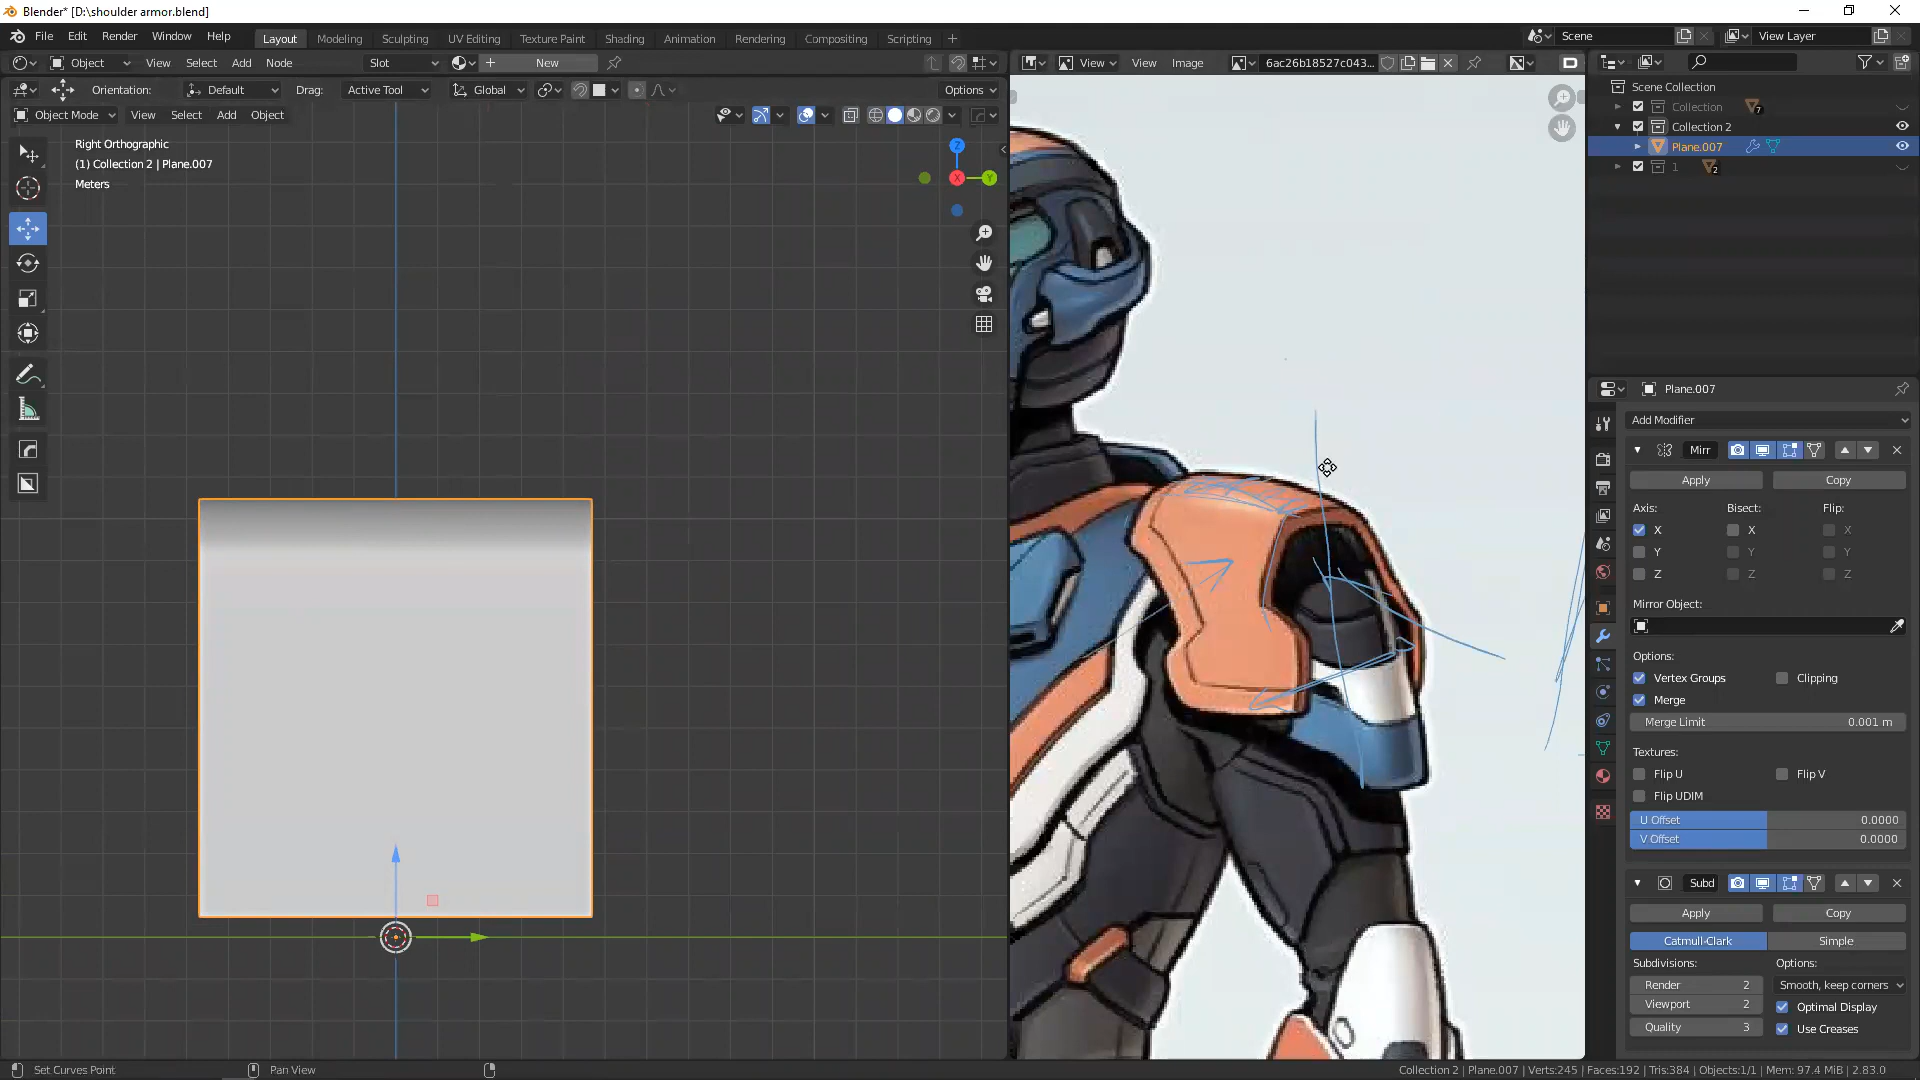 Blender* [D:\shoulder armor.blend]
File Edit Render Window Help
Layout Modeling Sculpting UV Editing Texture Paint Shading Animation Rendering Compositing Scripting +
Scene
View Layer
Object View Select Add Object Node Slot New
View View Image 6ac26b18527c043...
Orientation: Default Drag: Active Tool Global Options
Object Mode View Select Add Object
Right Orthographic
(1) Collection 2 | Plane.007
Meters
Z
X
Y
Scene Collection
Collection 7
Collection 2
Plane.007
1 2
Plane.007
Add Modifier
Mirr
Apply Copy
Axis: Bisect: Flip:
X X X
Y Y Y
Z Z Z
Mirror Object:
Options:
Vertex Groups Clipping
Merge
Merge Limit 0.001 m
Textures:
Flip U Flip V
Flip UDIM
U Offset 0.0000
V Offset 0.0000
Subd
Apply Copy
Catmull-Clark Simple
Subdivisions: Options:
Render 2 Smooth, keep corners
Viewport 2 Optimal Display
Quality 3 Use Creases
Set Curves Point Pan View
Collection 2 | Plane.007 | Verts:245 | Faces:192 | Tris:384 | Objects:1/1 | Mem: 97.4 MiB | 2.83.0